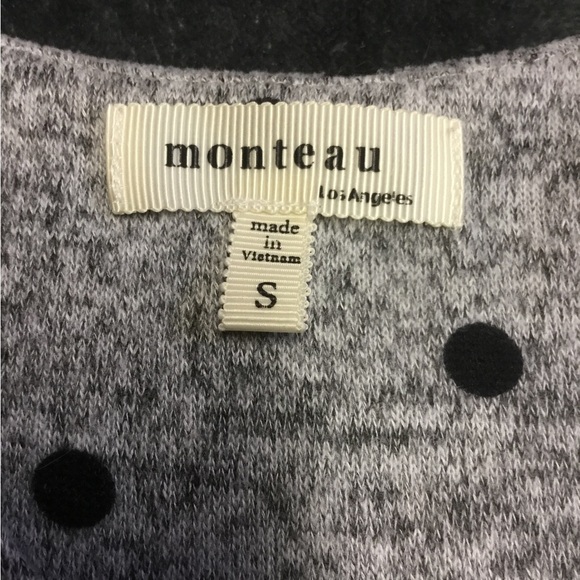 monteau
Los Angeles
made
in
Vietnam
S